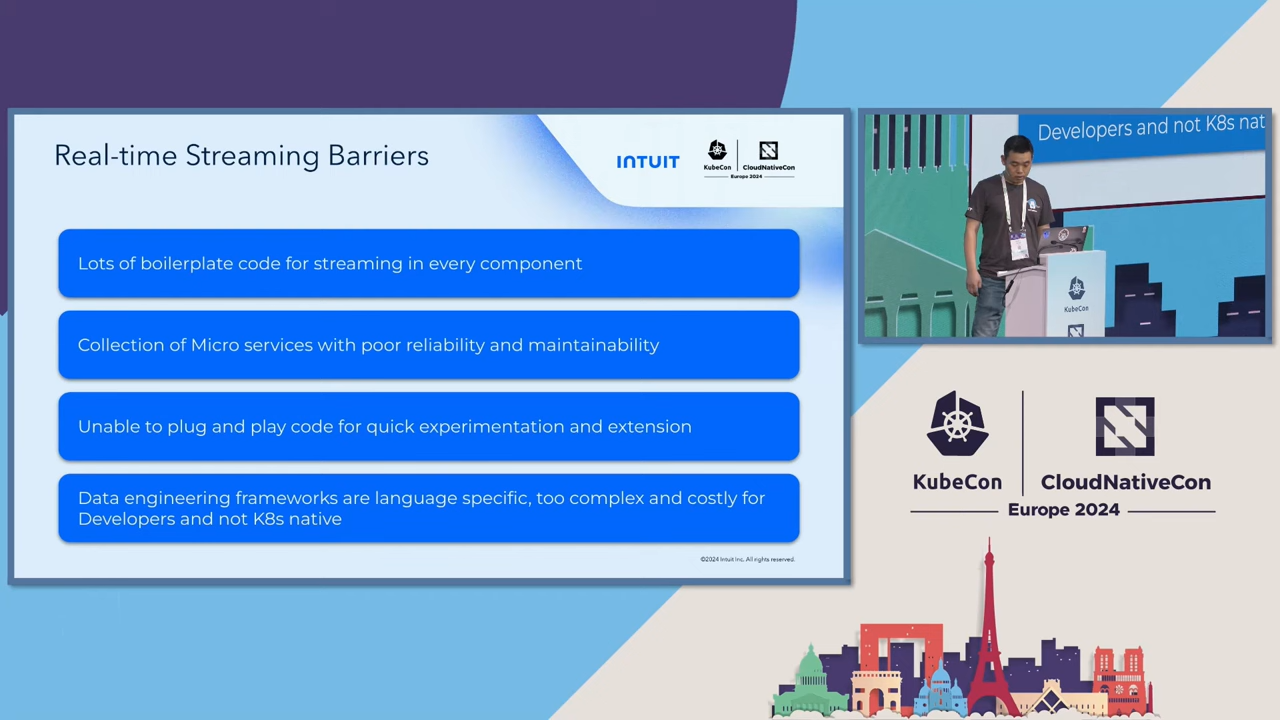 Real-time Streaming Barriers
INTUIT
KubeCon
CloudNativeCon
Europe 2024
Lots of boilerplate code for streaming in every component
Collection of Micro services with poor reliability and maintainability
Unable to plug and play code for quick experimentation and extension
Data engineering frameworks are language specific, too complex and costly for
Developers and not K8s native
©2024 Intuit Inc. All rights reserved.
Developers and not K8s nat
KubeCon
KubeCon
CloudNativeCon
Europe 2024